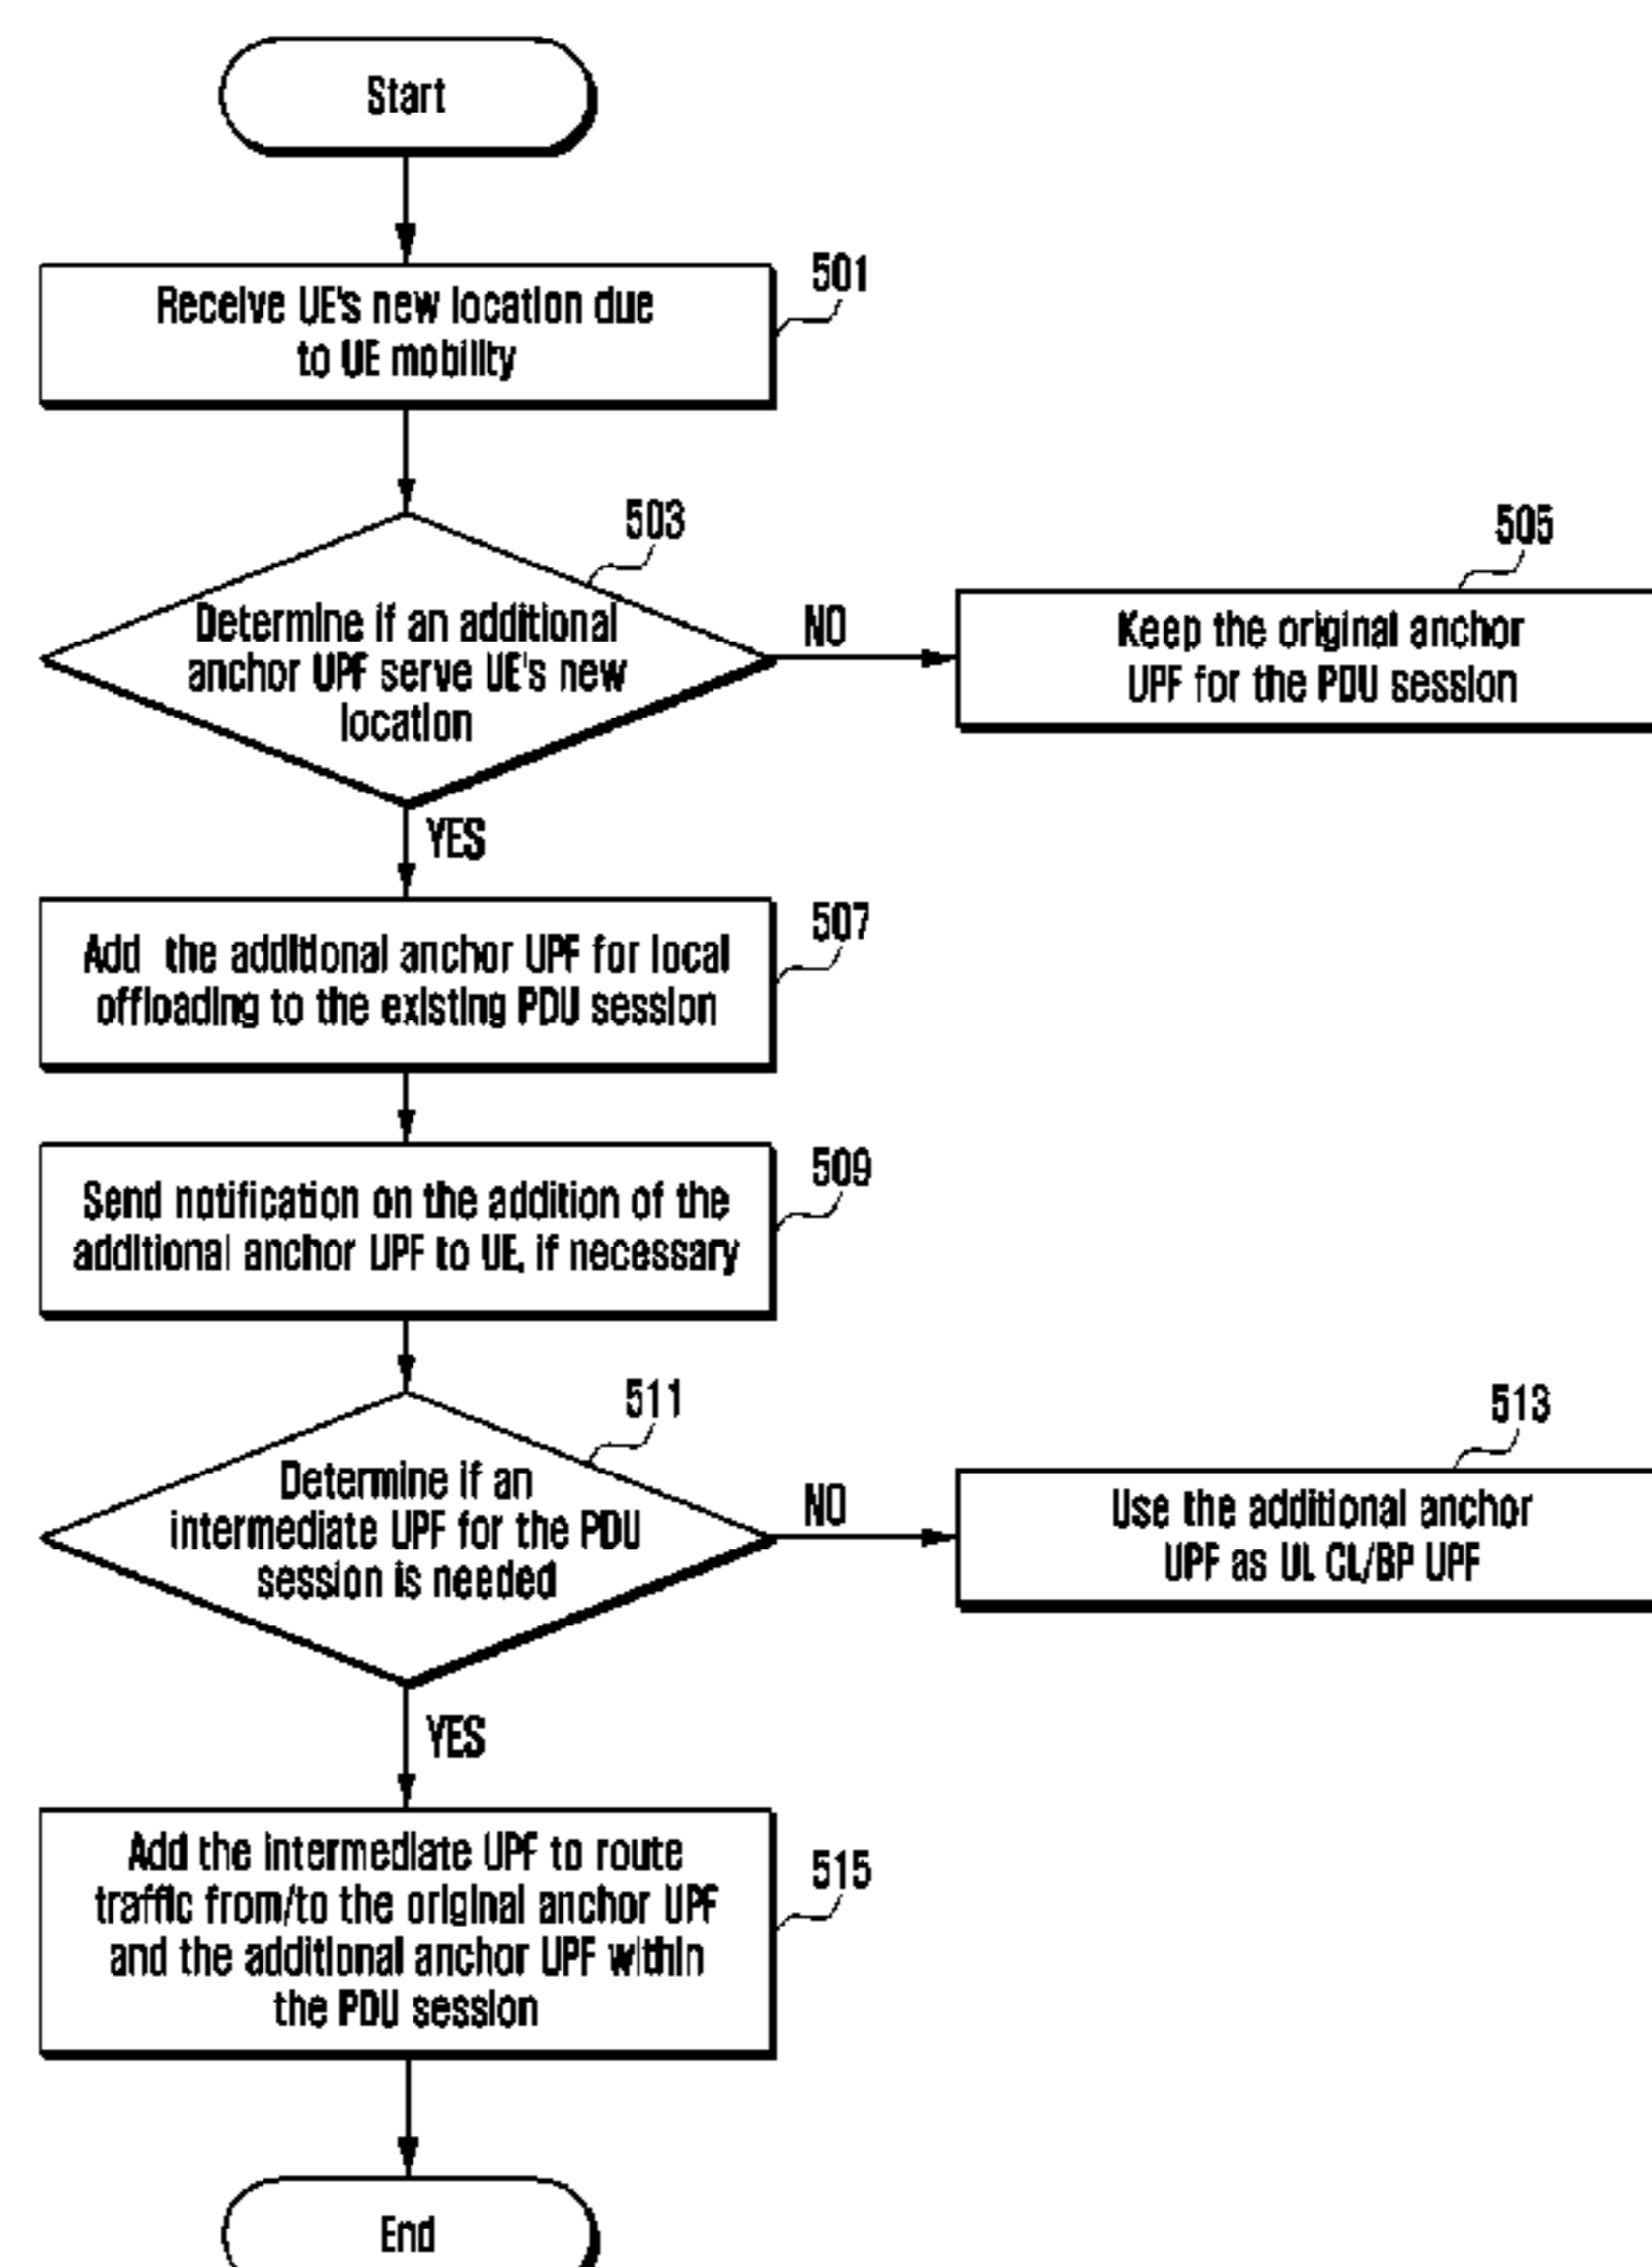 Start
501
Receive UE's new location due
to UE mobility
503
Determine if an additional
anchor UPF serve UE's new
location
NO
505
Keep the original anchor
UPF for the PDU session
YES
507
Add the additional anchor UPF for local
offloading to the existing PDU session
509
Send notification on the addition of the
additional anchor UPF to UE, if necessary
511
Determine if an
intermediate UPF for the PDU
session is needed
NO
513
Use the additional anchor
UPF as UL CL/BP UPF
YES
515
Add the intermediate UPF to route
traffic from/to the original anchor UPF
and the additional anchor UPF within
the PDU session
End